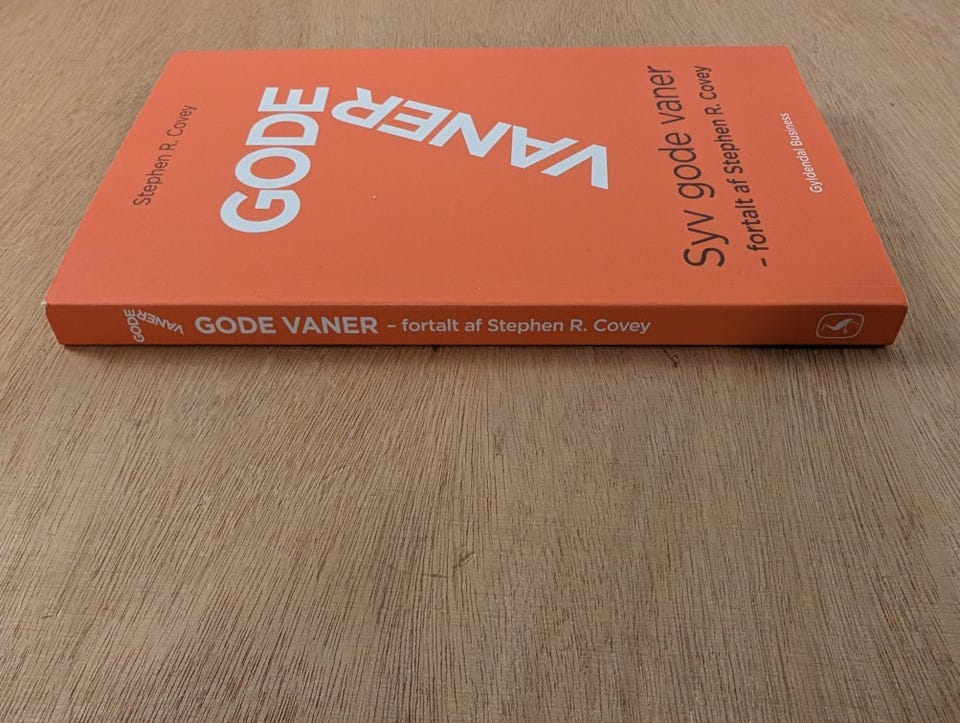 Stephen R. Covey
GODE
VANER
Syv gode vaner
- fortalt af Stephen R. Covey
Gyldendal Business
GODE
VANER
GODE VANER - fortalt af Stephen R. Covey